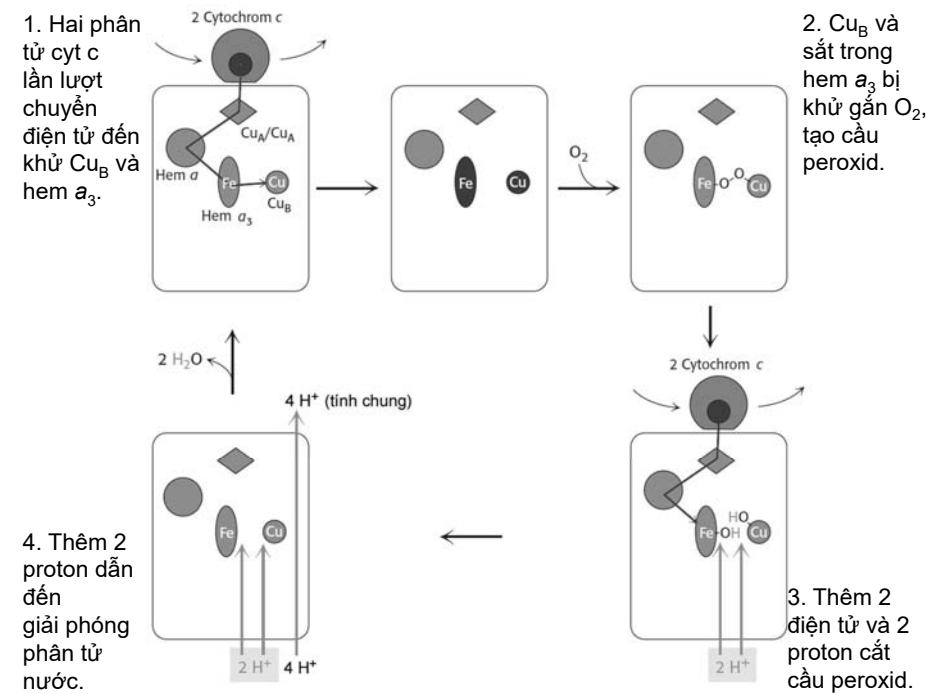 1. Hai phân
tử cyt c
lần lượt
chuyển
điện tử đến
khử CuB và
hem a3.
2 Cytochrom c
CuA/CuA
Hem a
Fe
Cu
CuB
Hem a3
Fe
Cu
O2
Fe
O
O
Cu
2. CuB và
sắt trong
hem a3 bị
khử gắn O2,
tạo cầu
peroxid.
2 H2O
4 H+ (tính chung)
2 Cytochrom c
Fe
Cu
2 H+
4 H+
4. Thêm 2
proton dẫn
đến
giải phóng
phân tử
nước.
HO
Fe
OH
Cu
2 H+
3. Thêm 2
điện tử và 2
proton cắt
cầu peroxid.